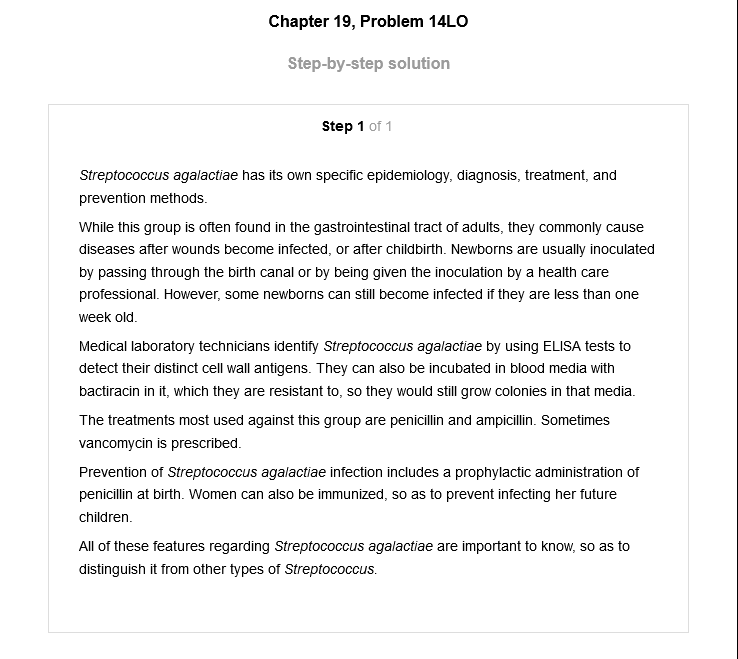 Chapter 19, Problem 14LO
Step-by-step solution
Step 1 of 1
Streptococcus agalactiae has its own specific epidemiology, diagnosis, treatment, and
prevention methods.
While this group is often found in the gastrointestinal tract of adults, they commonly cause
diseases after wounds become infected, or after childbirth. Newborns are usually inoculated
by passing through the birth canal or by being given the inoculation by a health care
professional. However, some newborns can still become infected if they are less than one
week old.
Medical laboratory technicians identify Streptococcus agalactiae by using ELISA tests to
detect their distinct cell wall antigens. They can also be incubated in blood media with
bactiracin in it, which they are resistant to, so they would still grow colonies in that media.
The treatments most used against this group are penicillin and ampicillin. Sometimes
vancomycin is prescribed.
Prevention of Streptococcus agalactiae infection includes a prophylactic administration of
penicillin at birth. Women can also be immunized, so as to prevent infecting her future
children.
All of these features regarding Streptococcus agalactiae are important to know, so as to
distinguish it from other types of Streptococcus.